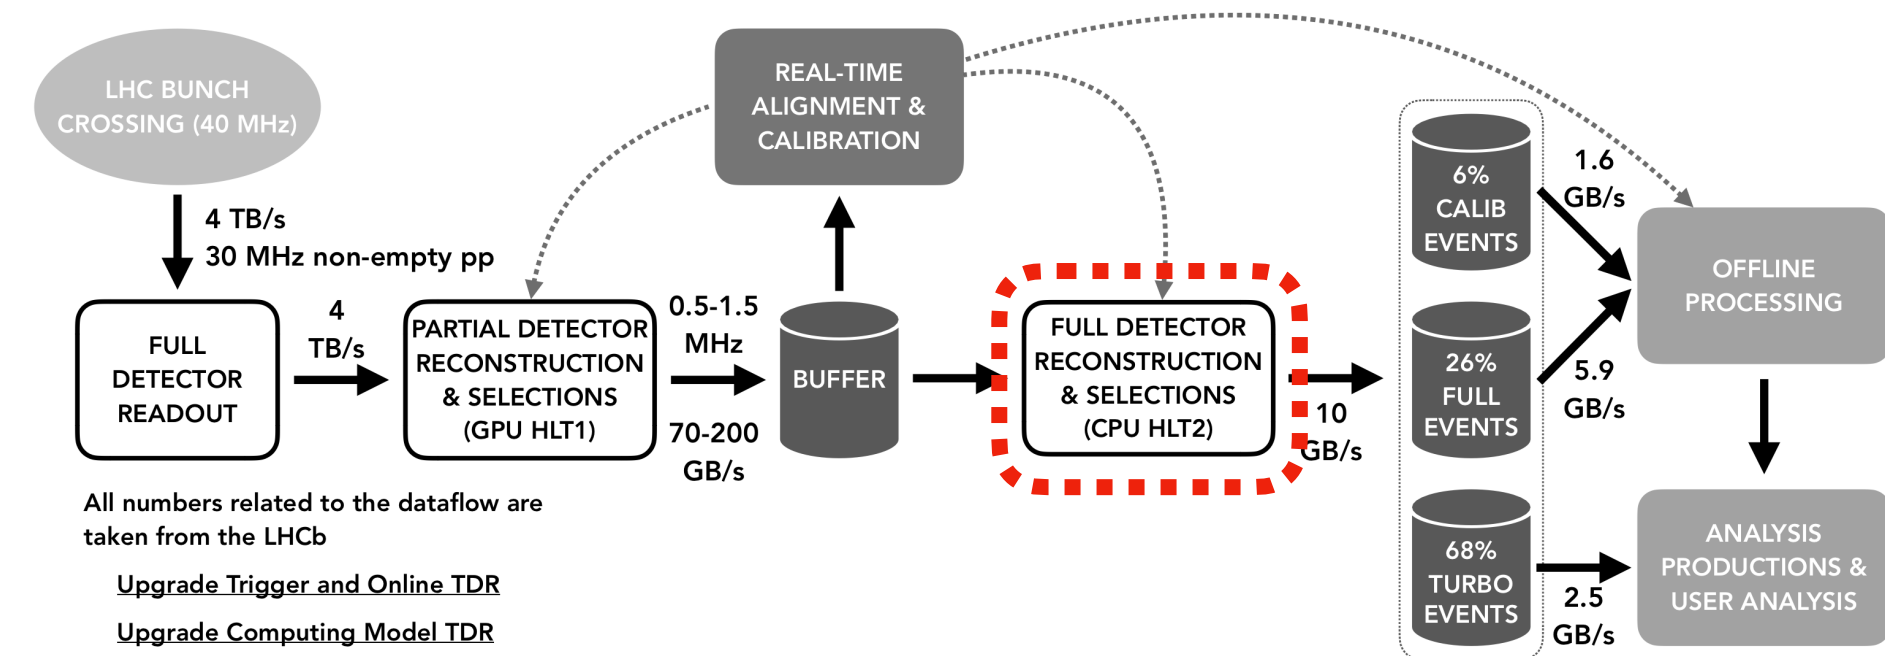 LHC BUNCH
CROSSING (40 MHz)
4 TB/s
30 MHz non-empty pp
FULL
DETECTOR
READOUT
4
TB/s
PARTIAL DETECTOR
RECONSTRUCTION
& SELECTIONS
(GPU HLT1)
0.5-1.5
MHz
70-200
GB/s
REAL-TIME
ALIGNMENT &
CALIBRATION
BUFFER
FULL DETECTOR
RECONSTRUCTION
& SELECTIONS
(CPU HLT2)
10
GB/s
6%
CALIB
EVENTS
1.6
GB/s
26%
FULL
EVENTS
5.9
GB/s
68%
TURBO
EVENTS
2.5
GB/s
OFFLINE
PROCESSING
ANALYSIS
PRODUCTIONS &
USER ANALYSIS
All numbers related to the dataflow are
taken from the LHCb
Upgrade Trigger and Online TDR
Upgrade Computing Model TDR